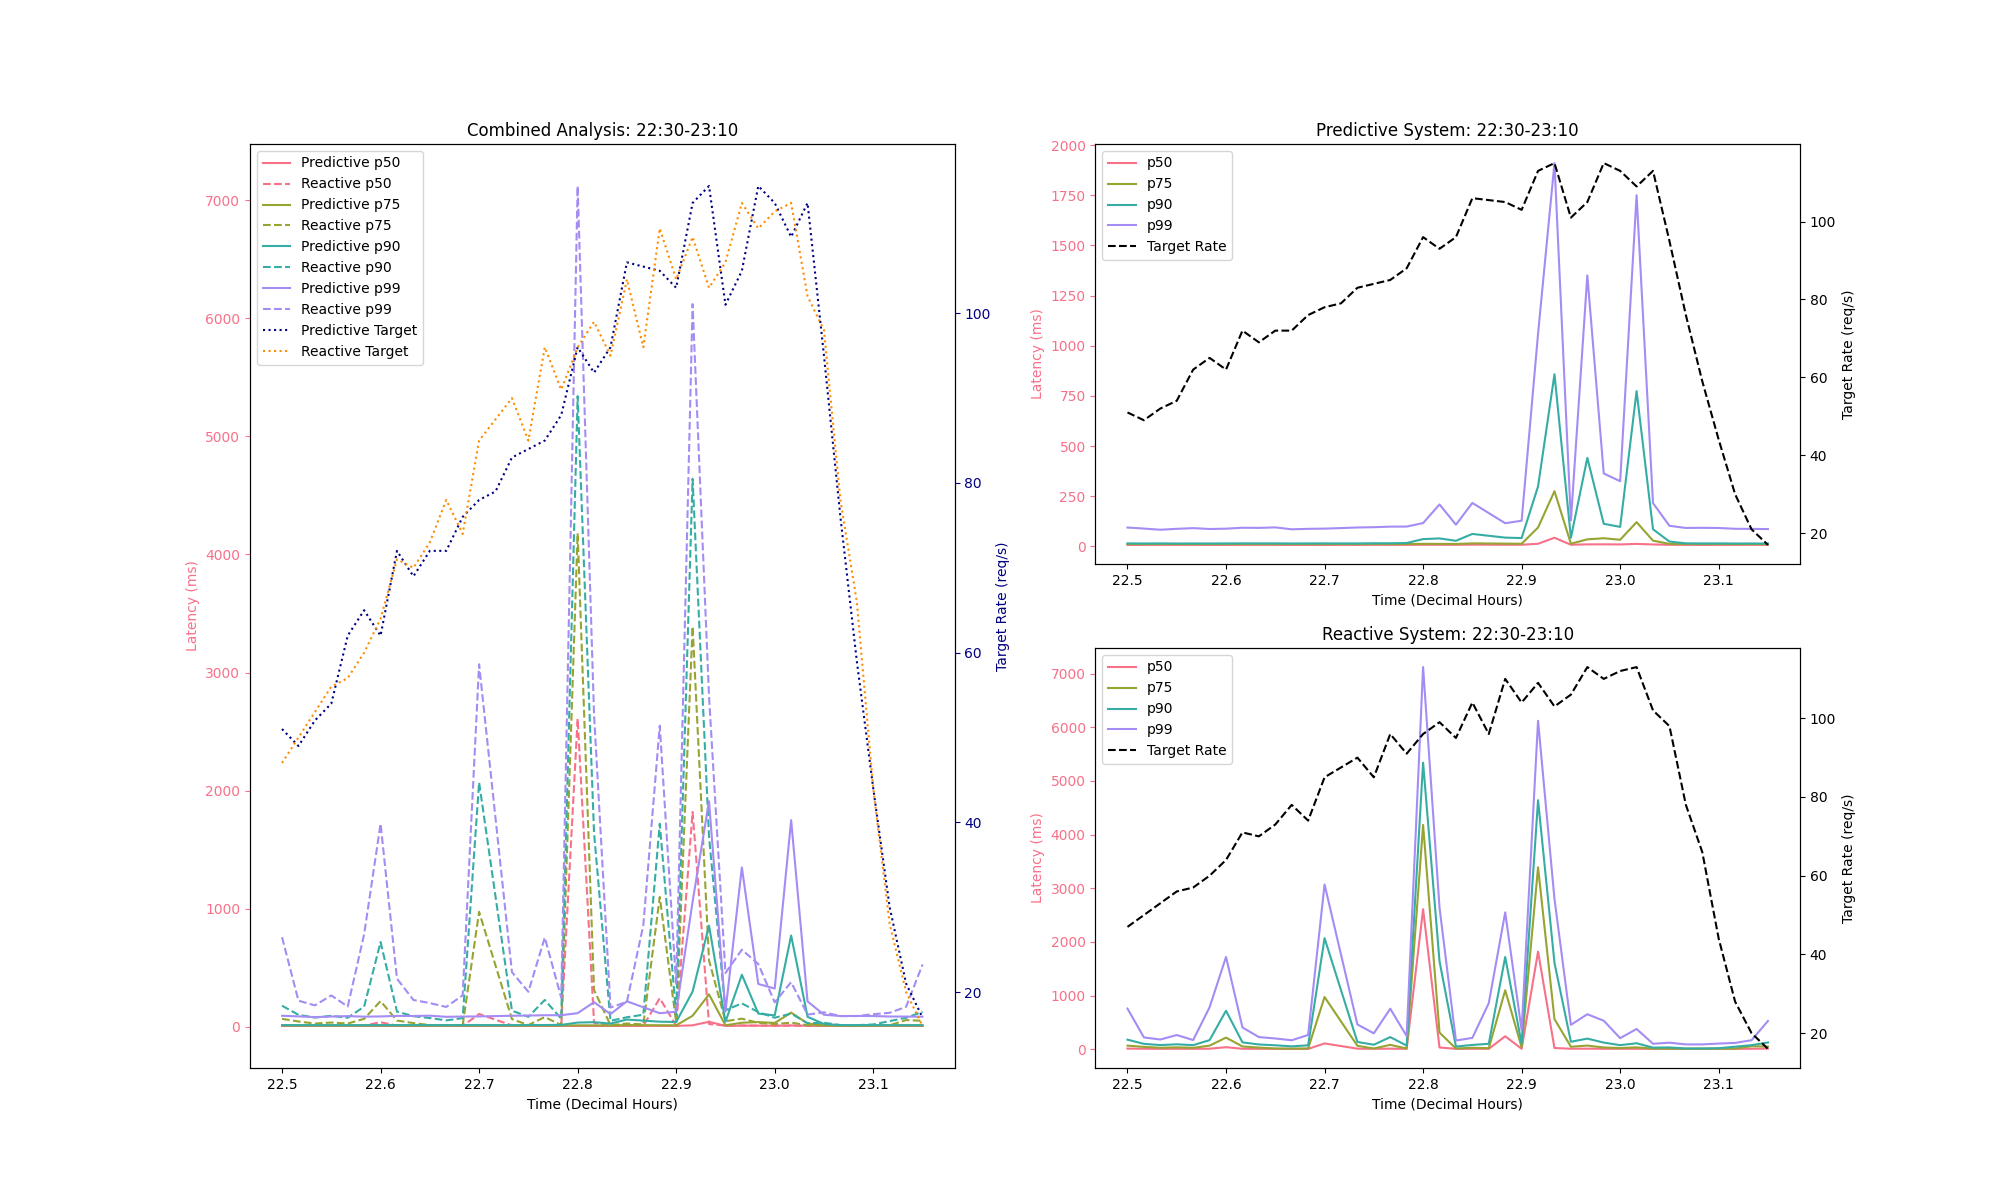 Combined Analysis: 22:30-23:10
Predictive p50
Reactive p50
Predictive p75
Reactive p75
Predictive p90
Reactive p90
Predictive p99
Reactive p99
Predictive Target
Reactive Target
7000
6000
5000
4000
3000
2000
1000
0
Latency (ms)
100
80
60
40
20
Target Rate (req/s)
22.5 22.6 22.7 22.8 22.9 23.0 23.1
Time (Decimal Hours)
Predictive System: 22:30-23:10
p50
p75
p90
p99
Target Rate
2000
1750
1500
1250
1000
750
500
250
0
Latency (ms)
100
80
60
40
20
Target Rate (req/s)
22.5 22.6 22.7 22.8 22.9 23.0 23.1
Time (Decimal Hours)
Reactive System: 22:30-23:10
p50
p75
p90
p99
Target Rate
7000
6000
5000
4000
3000
2000
1000
0
Latency (ms)
100
80
60
40
20
Target Rate (req/s)
22.5 22.6 22.7 22.8 22.9 23.0 23.1
Time (Decimal Hours)